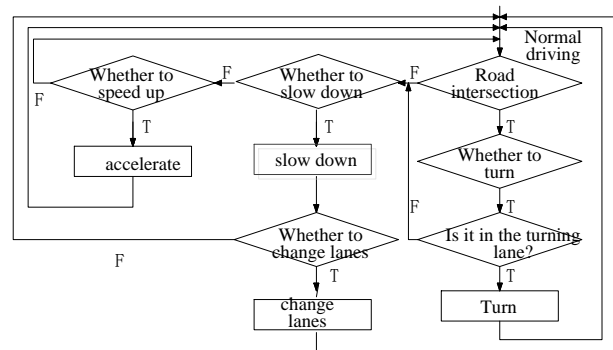 Normal
driving
Whether to
speed up
F
Whether to
slow down
F
Road
intersection
F
T
T
T
accelerate
slow down
Whether to
turn
T
F
Whether to
change lanes
F
T
Is it in the turning
lane?
T
change
lanes
Turn